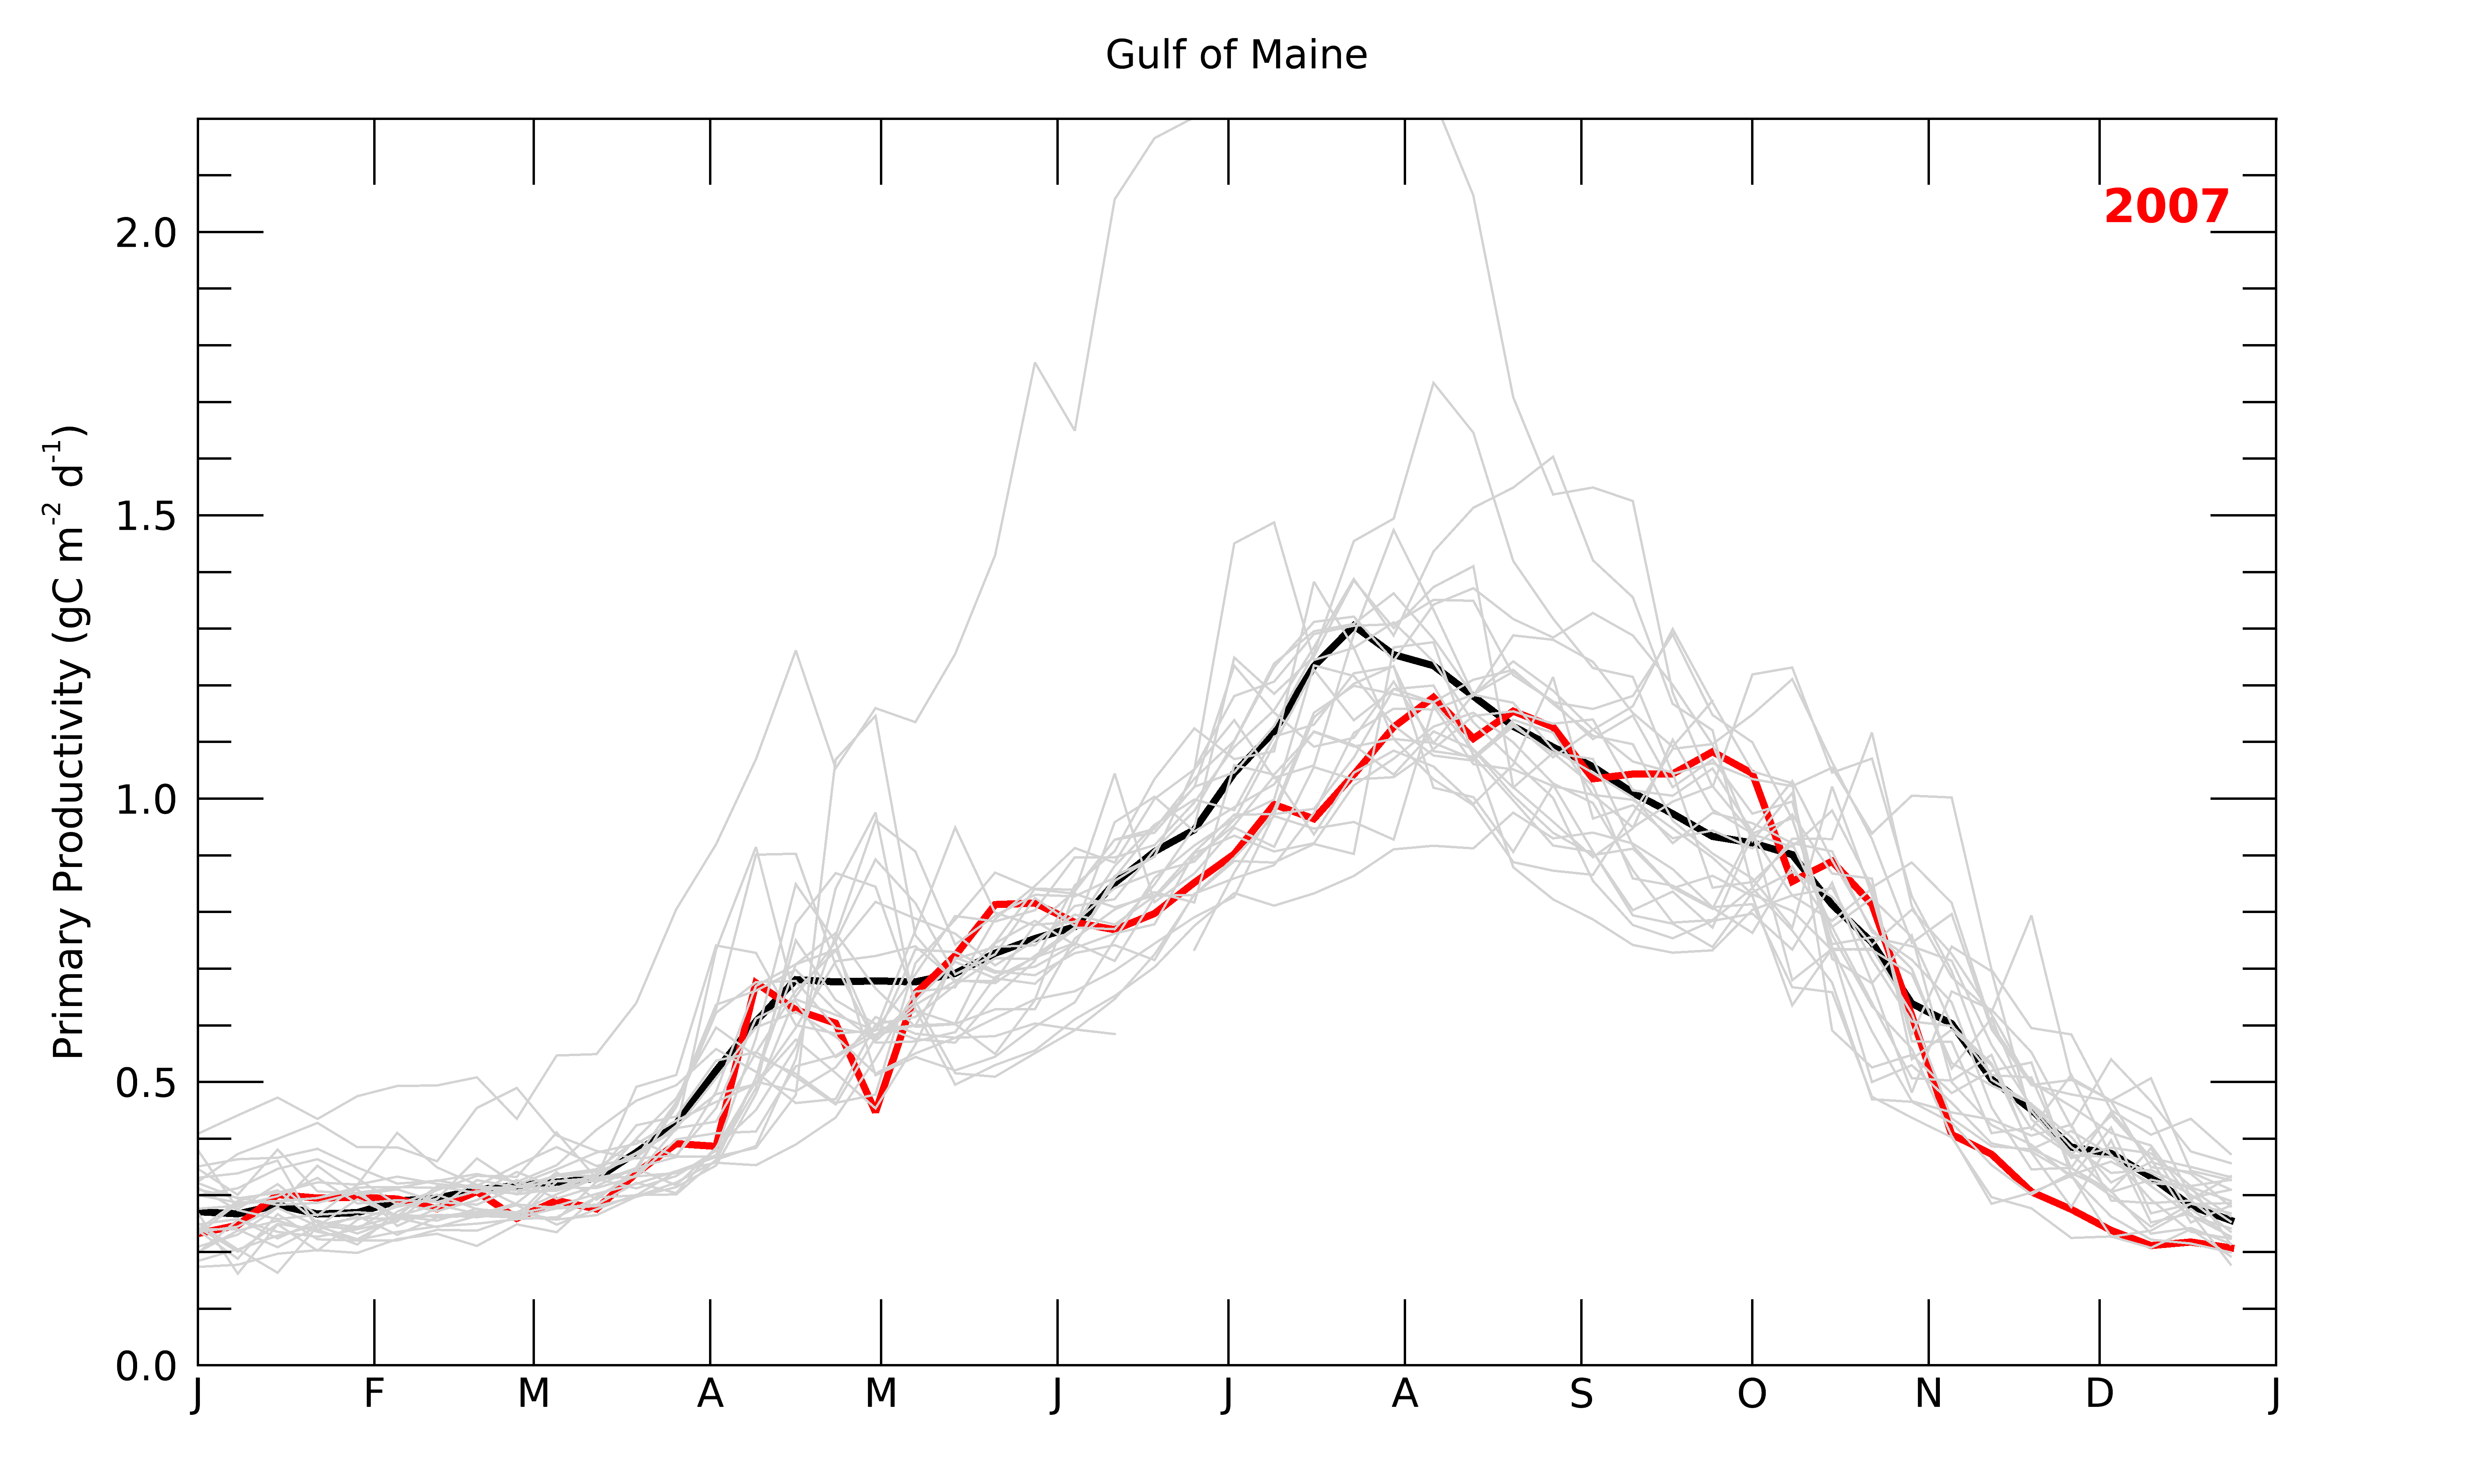 Gulf of Maine
2007
Primary Productivity (gC m-2 d-1)
2.0
1.5
1.0
0.5
0.0
J F M A M J J A S O N D J